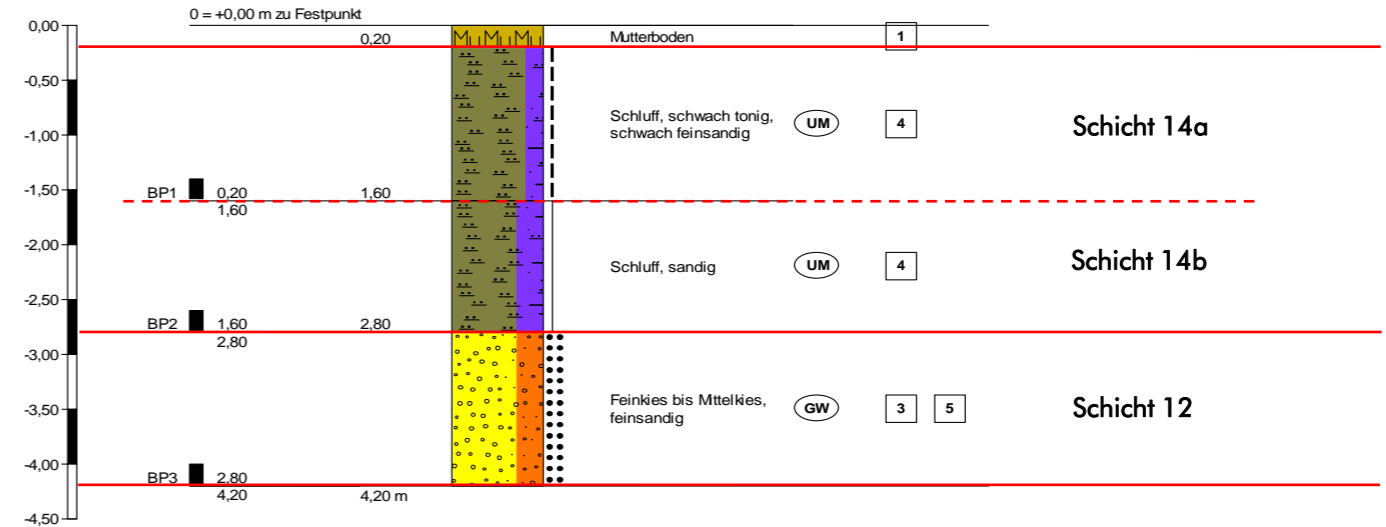 0 = +0,00 m zu Festpunkt
0,00
0,20
M M M
Mutterboden
1
-0,50
-1,00
Schluff, schwach tonig,
schwach feinsandig
UM
4
Schicht 14a
-1,50
BP1
0,20
1,60
1,60
-2,00
Schluff, sandig
UM
4
Schicht 14b
-2,50
BP2
1,60
2,80
2,80
-3,00
-3,50
Feinkies bis Mittelkies,
feinsandig
GW
3
5
Schicht 12
-4,00
BP3
2.80
4,20
4,20 m
-4,50